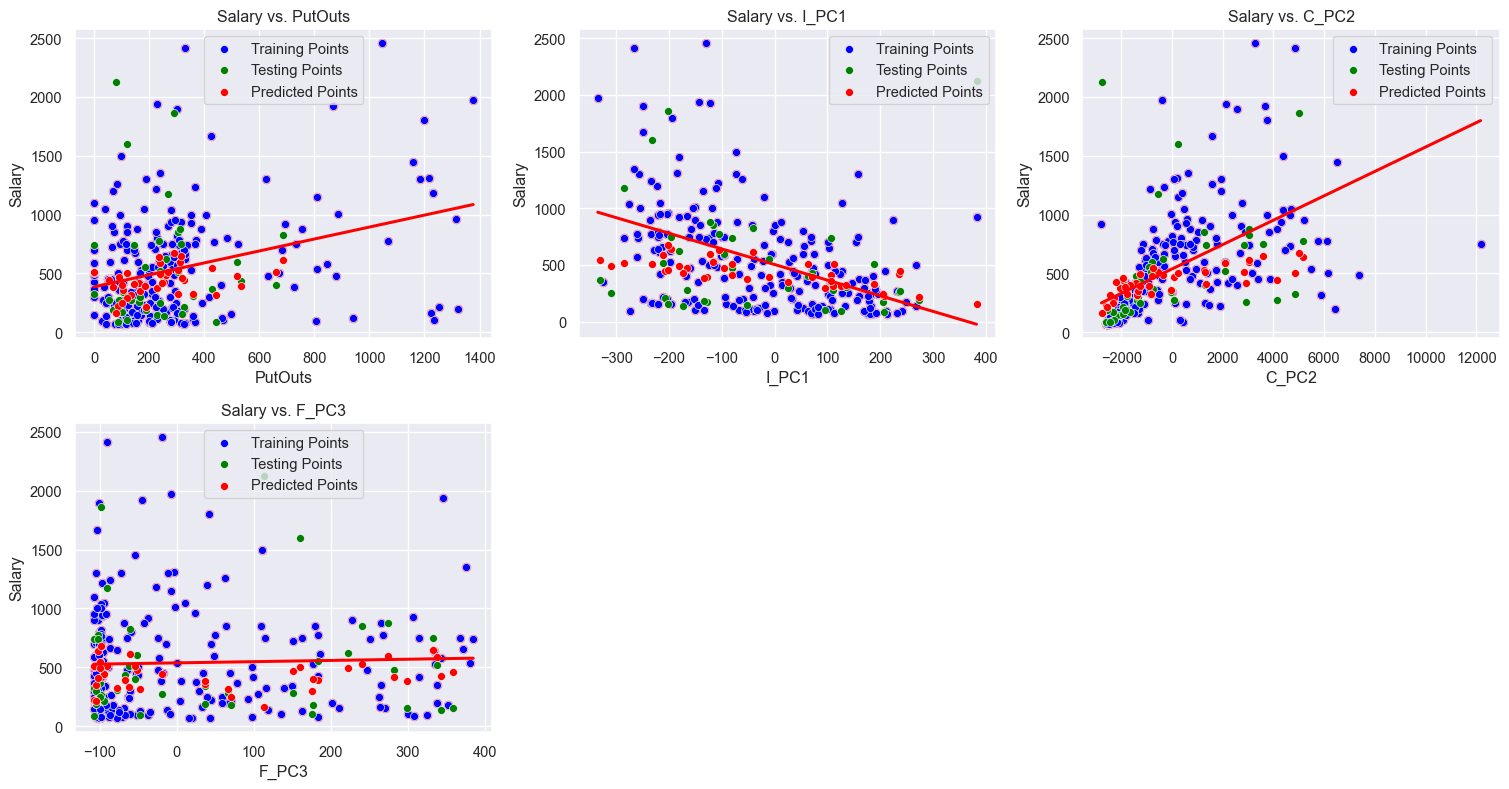 Salary vs. PutOuts
2500
2000
1500
1000
500
0
Salary
Training Points
Testing Points
Predicted Points
0 200 400 600 800 1000 1200 1400
PutOuts
Salary vs. I_PC1
2500
2000
1500
1000
500
0
Salary
Training Points
Testing Points
Predicted Points
−300 −200 −100 0 100 200 300 400
I_PC1
Salary vs. C_PC2
2500
2000
1500
1000
500
0
Salary
Training Points
Testing Points
Predicted Points
−2000 0 2000 4000 6000 8000 10000 12000
C_PC2
Salary vs. F_PC3
2500
2000
1500
1000
500
0
Salary
Training Points
Testing Points
Predicted Points
−100 0 100 200 300 400
F_PC3